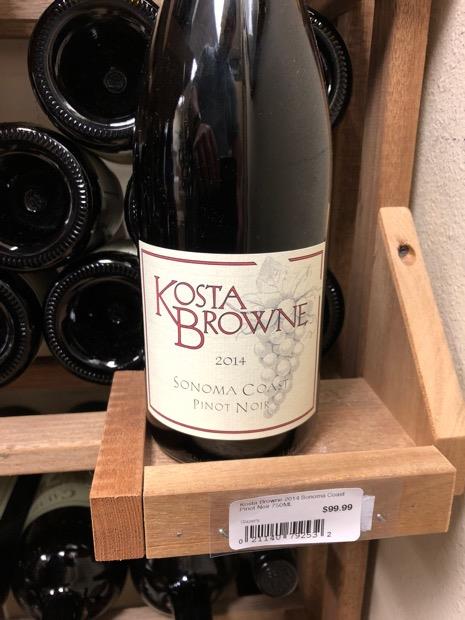 KOSTA
BROWNE
2014
SONOMA COAST
PINOT NOIR
Kosta Browne 2014 Sonoma Coast
Pinot Noir 750ML
$99.99
0 21140 79253 2